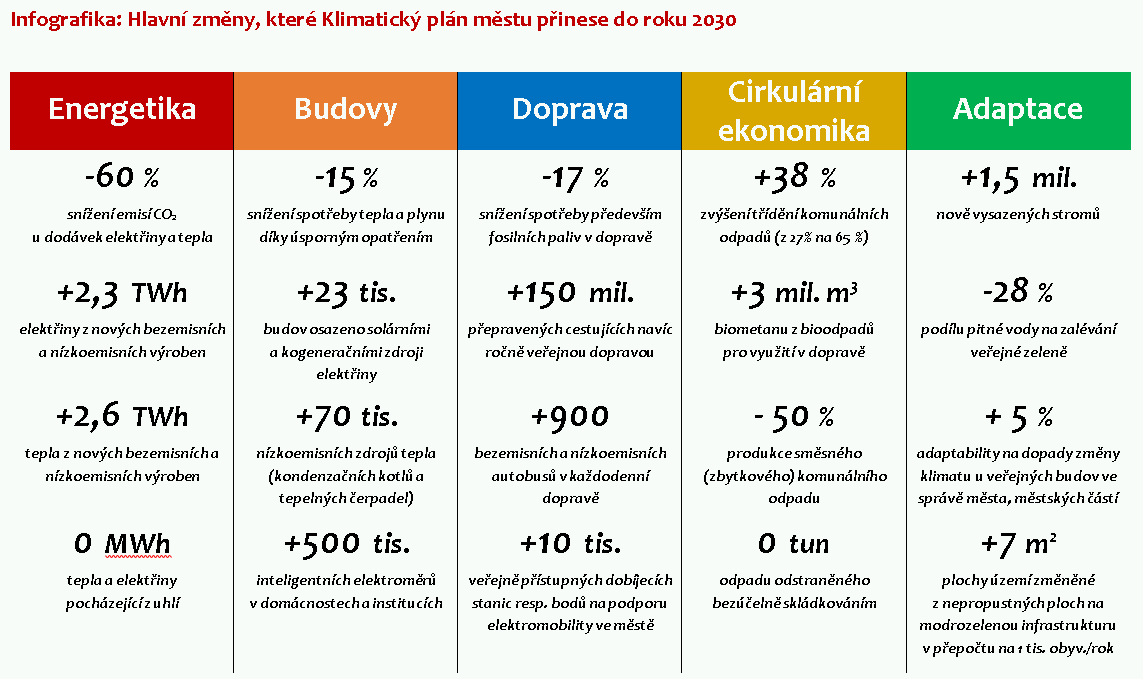 Infografika: Hlavní změny, které Klimatický plán městu přinese do roku 2030
Energetika
-60 %
snížení emisí CO₂
u dodávek elektřiny a tepla
+2,3 TWh
elektřiny z nových bezemisních
a nízkoemisních výroben
+2,6 TWh
tepla z nových bezemisních a
nízkoemisních výroben
0 MWh
tepla a elektřiny
pocházející z uhlí
Budovy
-15 %
snížení spotřeby tepla a plynu
díky úsporným opatřením
+23 tis.
budov osazeno solárními
a kogeneračními zdroji
elektřiny
+70 tis.
nízkoemisních zdrojů tepla
(kondenzačních kotlů a
tepelných čerpadel)
+500 tis.
inteligentních elektroměrů
v domácnostech a institucích
Doprava
-17 %
snížení spotřeby především
fosilních paliv v dopravě
+150 mil.
přepravených cestujících navíc
ročně veřejnou dopravou
+900
bezemisních a nízkoemisních
autobusů v každodenní
dopravě
+10 tis.
veřejně přístupných dobíjecích
stanic resp. bodů na podporu
elektromobility ve městě
Cirkulární
ekonomika
+38 %
zvýšení třídění komunálních
odpadů (z 27% na 65 %)
+3 mil. m³
biometanu z bioodpadů
pro využití v dopravě
- 50 %
produkce směsného
(zbytkového) komunálního
odpadu
0 tun
odpadu odstraněného
bezúčelně skládkováním
Adaptace
+1,5 mil.
nově vysazených stromů
-28 %
podílu pitné vody na zalévání
veřejné zeleně
+ 5 %
adaptability na dopady změny
klimatu u veřejných budov ve
správě města, městských částí
+7 m²
plochy území změněné
z nepropustných ploch na
modrozelenou infrastrukturu
v přepočtu na 1 tis. obyv./rok